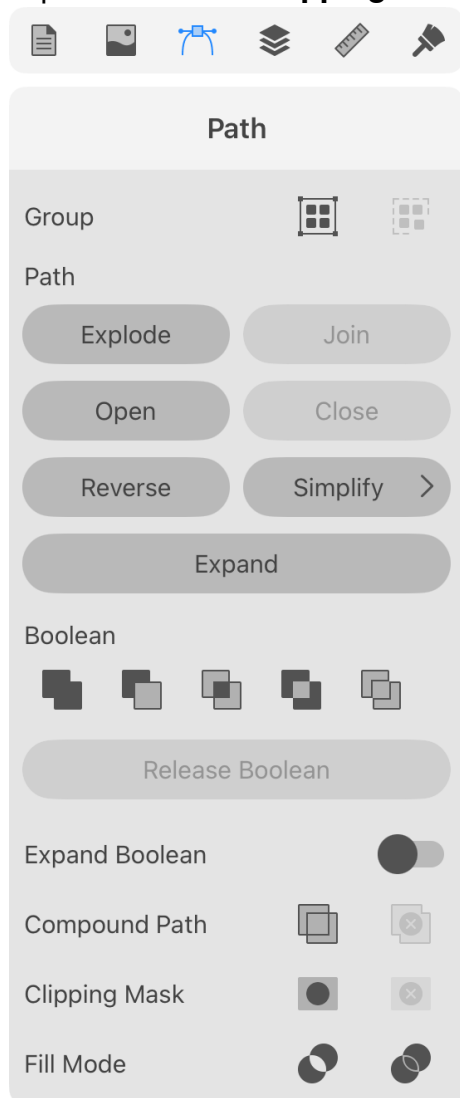 Path
Group
Path
Explode Join
Open Close
Reverse Simplify
Expand
Boolean
Release Boolean
Expand Boolean
Compound Path
Clipping Mask
Fill Mode